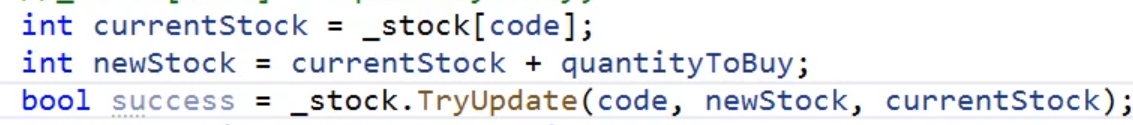 int currentStock = _stock[code];
int newStock = currentStock + quantityToBuy;
bool success = _stock.TryUpdate(code, newStock, currentStock);